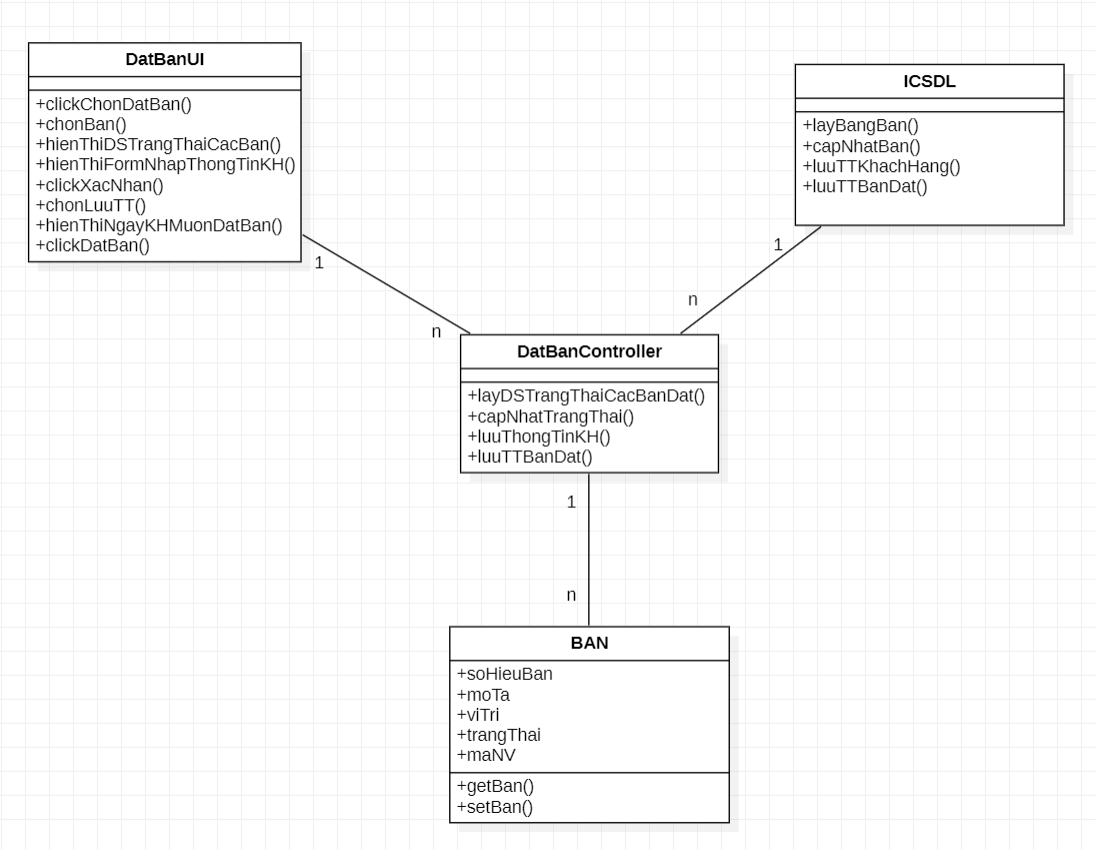 DatBanUI
+clickChonDatBan()
+chonBan()
+hienThiDSTrangThaiCacBan()
+hienThiFormNhapThongTinKH()
+clickXacNhan()
+chonLuuTT()
+hienThiNgayKHMuonDatBan()
+clickDatBan()
ICSDL
+layBangBan()
+capNhatBan()
+luuTTKhachHang()
+luuTTBanDat()
1
n
1
n
DatBanController
+layDSTrangThaiCacBanDat()
+capNhatTrangThai()
+luuThongTinKH()
+luuTTBanDat()
1
n
BAN
+soHieuBan
+moTa
+viTri
+trangThai
+maNV
+getBan()
+setBan()